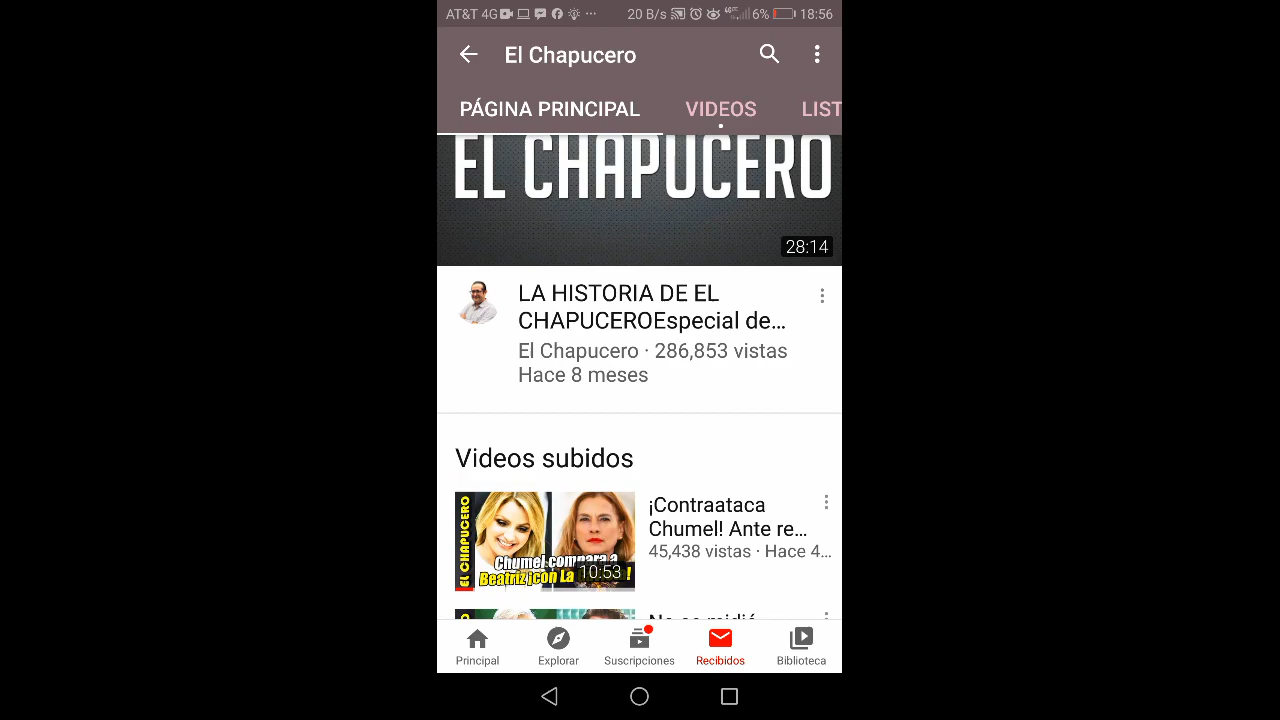 AT&T 4G
20 B/s
6%
18:56
El Chapucero
PÁGINA PRINCIPAL
VIDEOS
LIST
EL CHAPUCERO
28:14
LA HISTORIA DE EL
CHAPUCEROEspecial de...
El Chapucero · 286,853 vistas
Hace 8 meses
Videos subidos
EL CHAPUCERO
Chumel compara a
Beatriz ¡con La
!
10:53
¡Contraataca
Chumel! Ante re...
45,438 vistas · Hace 4...
Principal
Explorar
Suscripciones
Recibidos
Biblioteca